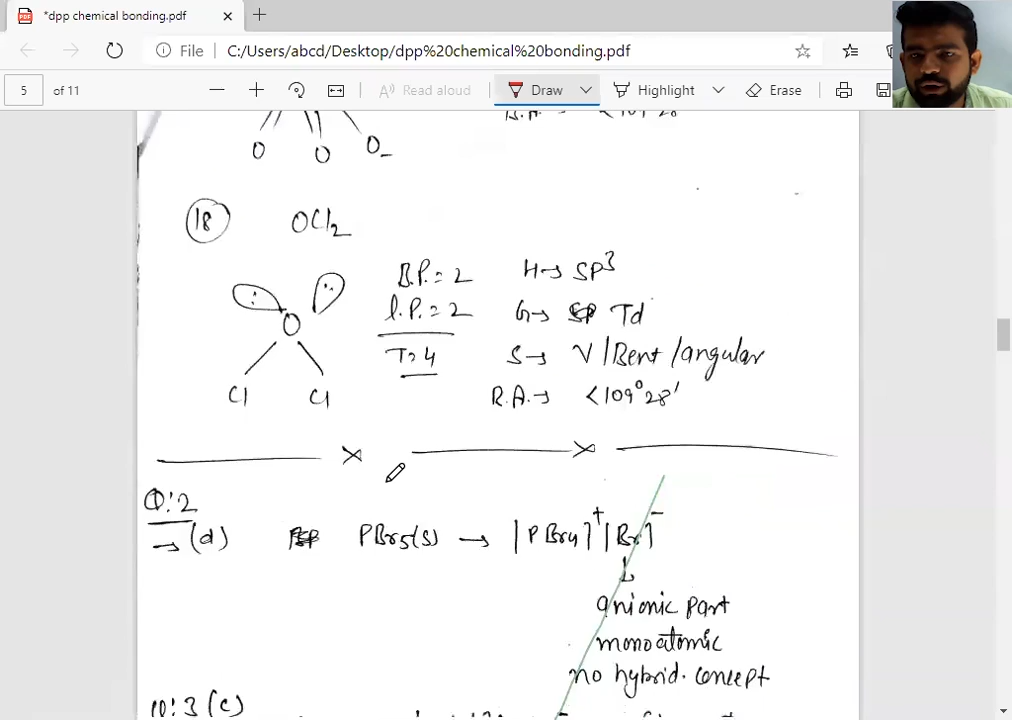 *dpp chemical bonding.pdf
File C:/Users/abcd/Desktop/dpp%20chemical%20bonding.pdf
5 of 11 Read aloud Draw Highlight Erase
O O O-
18 OCl2
B.P. = 2 H→ SP3
l.P. = 2 G→ Td
O
T = 4 S→ V/Bent/angular
Cl Cl R.A.→ <109°28'
Q:2
→ (d) PBr5(s) → [PBr4]+ [Br]-
anionic part
monoatomic
no hybrid. concept
Q:3 (c)